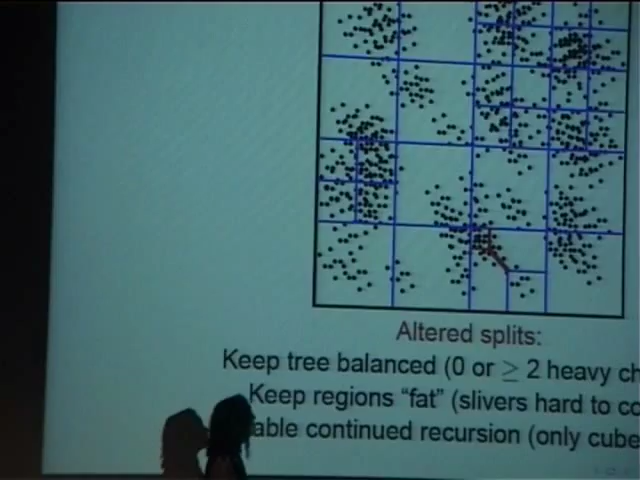 Altered splits:
Keep tree balanced (0 or ≥ 2 heavy ch
Keep regions "fat" (slivers hard to co
able continued recursion (only cube